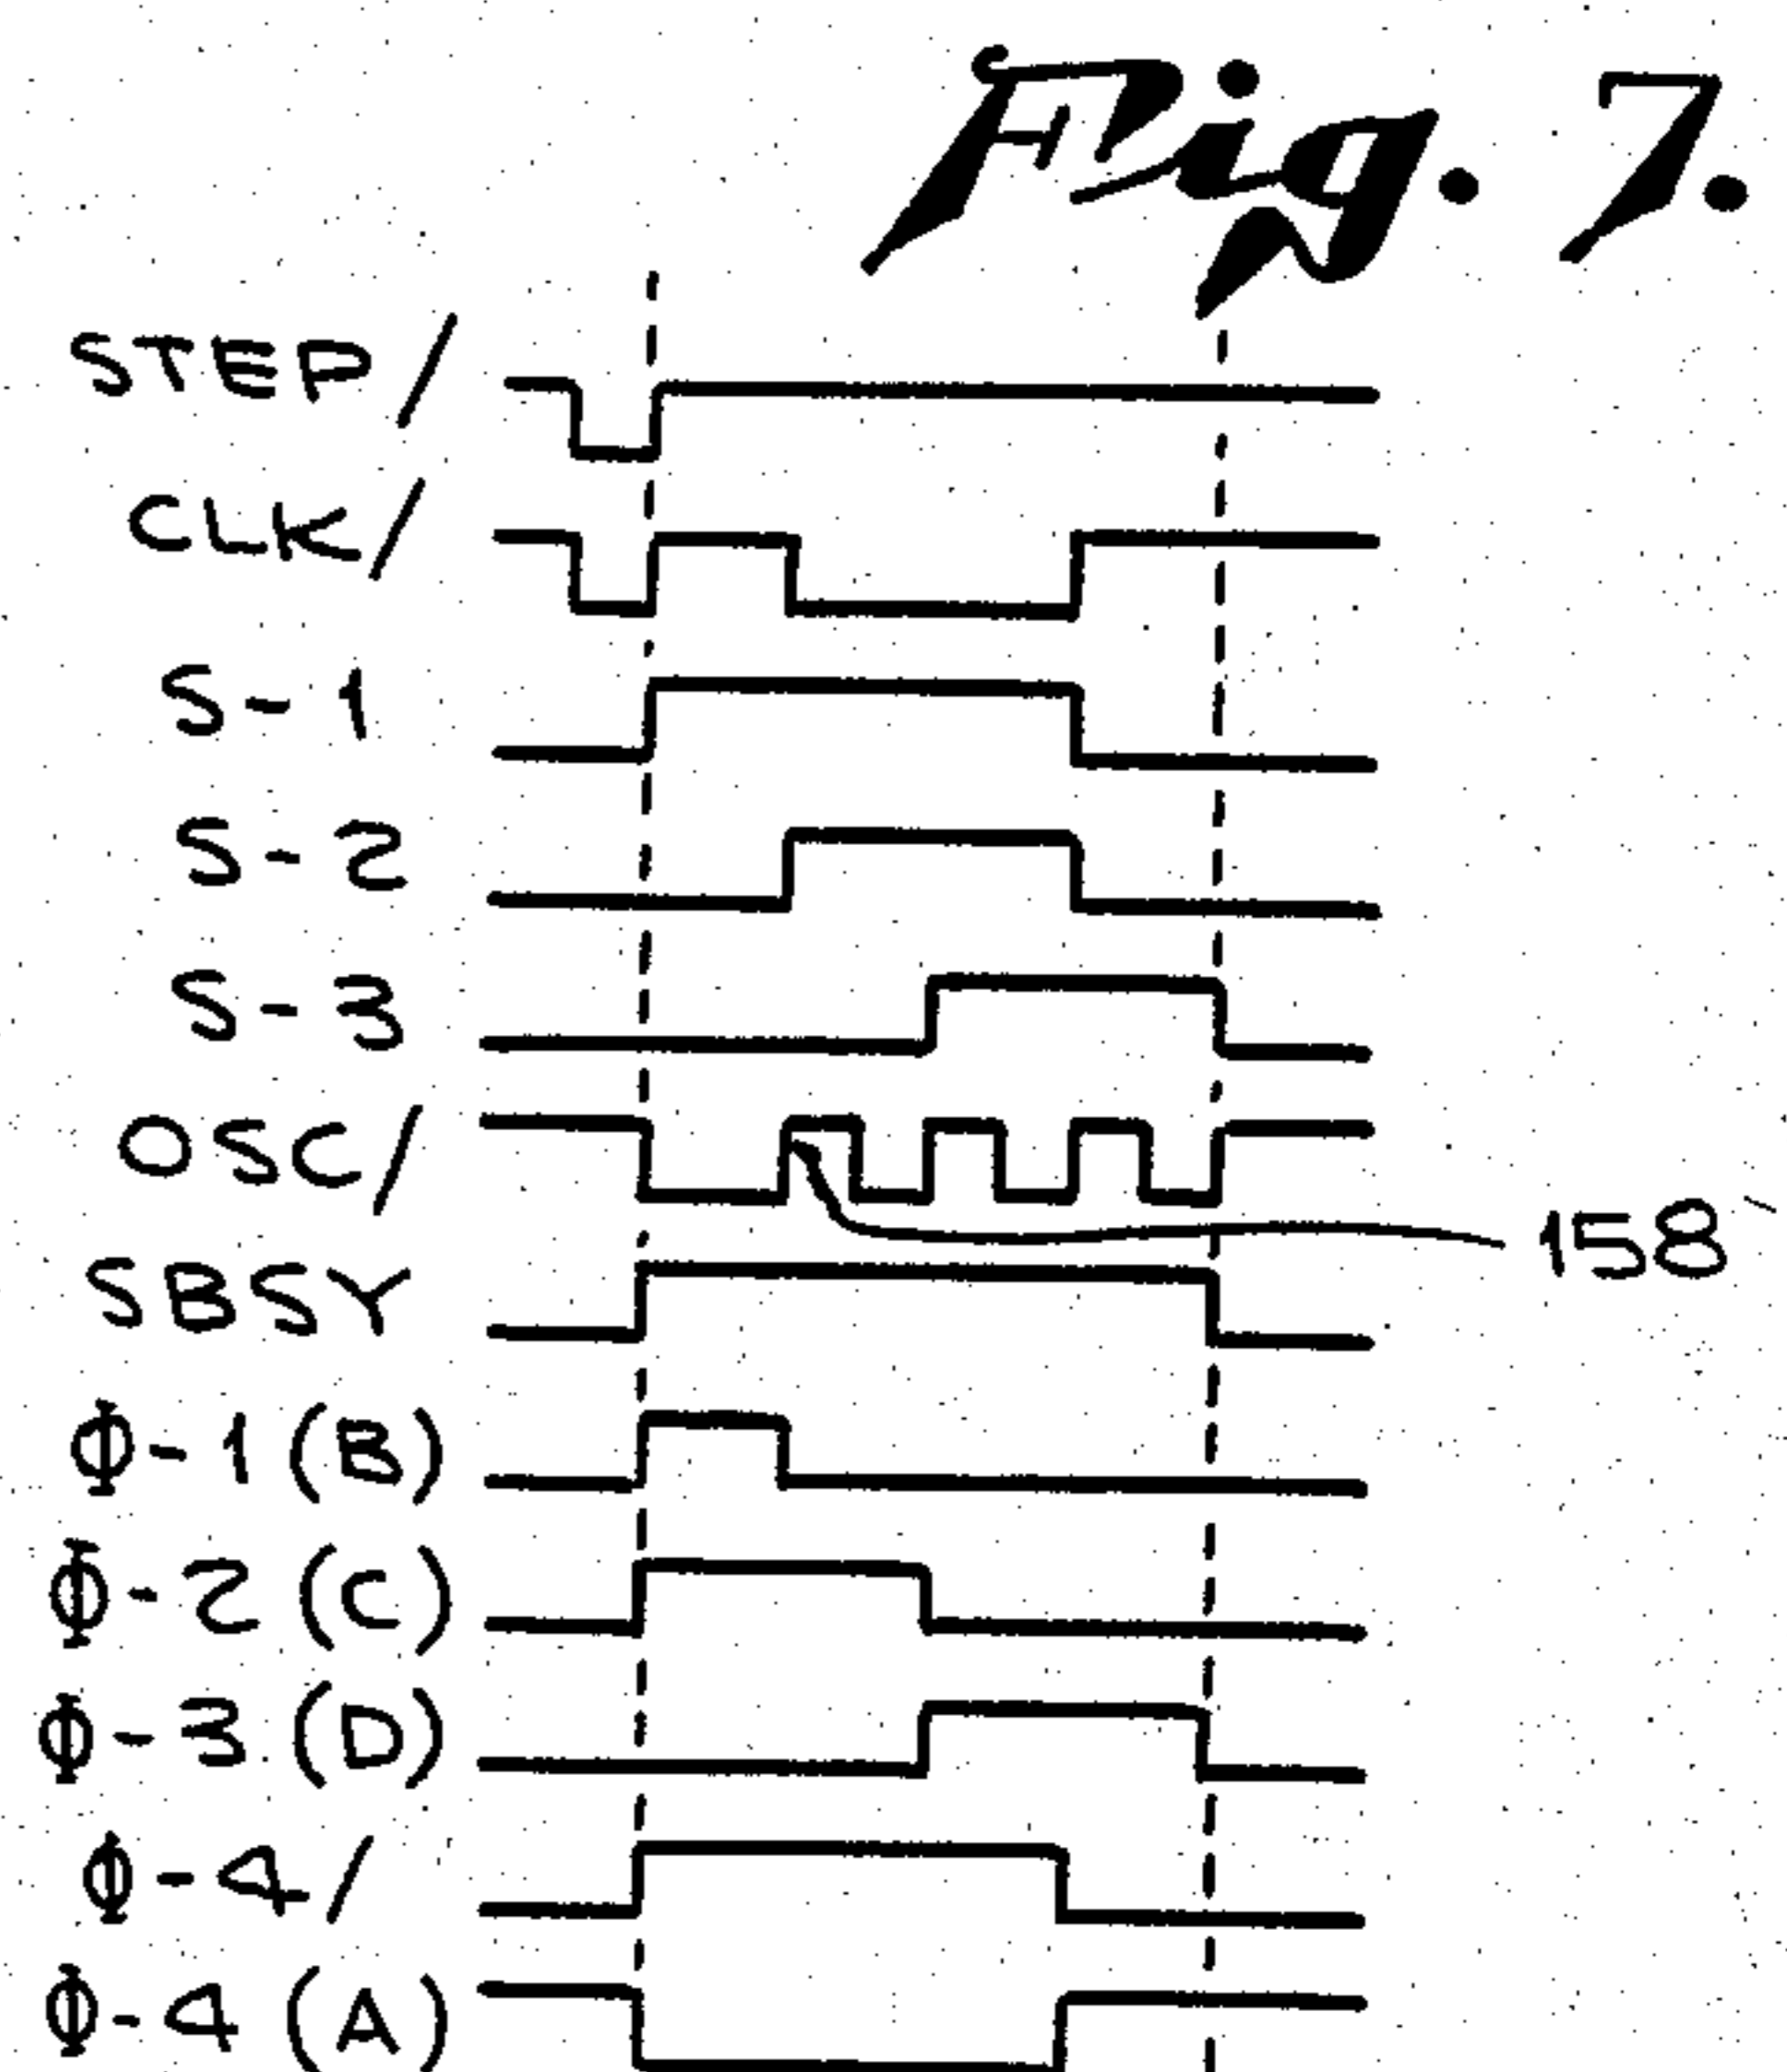 Fig. 7.
STEP/
CLK/
S-1
S-2
S-3
OSC/
158
SBSY
Φ-1 (B)
Φ-2 (C)
Φ-3 (D)
Φ-4/
Φ-4 (A)